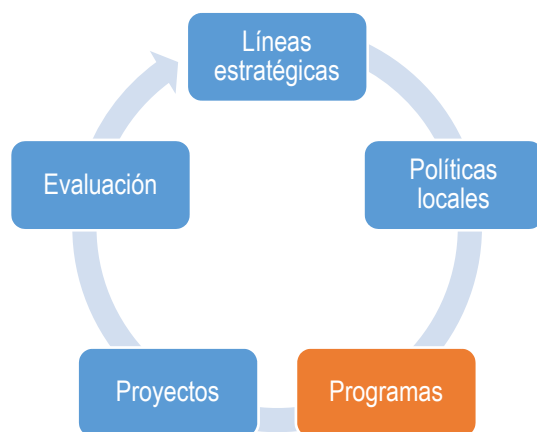 Líneas
estratégicas
Políticas
locales
Programas
Proyectos
Evaluación